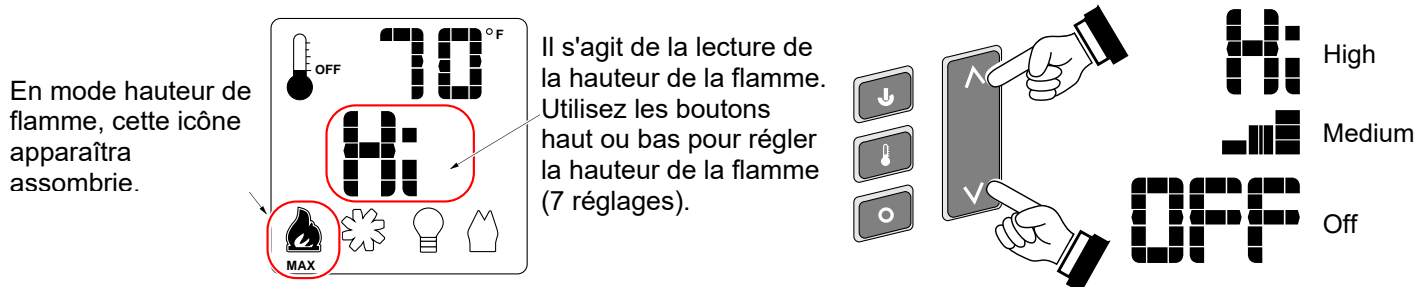 En mode hauteur de
flamme, cette icône
apparaîtra
assombrie.
OFF
70 °F
Hi
MAX
Il s'agit de la lecture de
la hauteur de la flamme.
Utilisez les boutons
haut ou bas pour régler
la hauteur de la flamme
(7 réglages).
Hi High
Medium
OFF Off